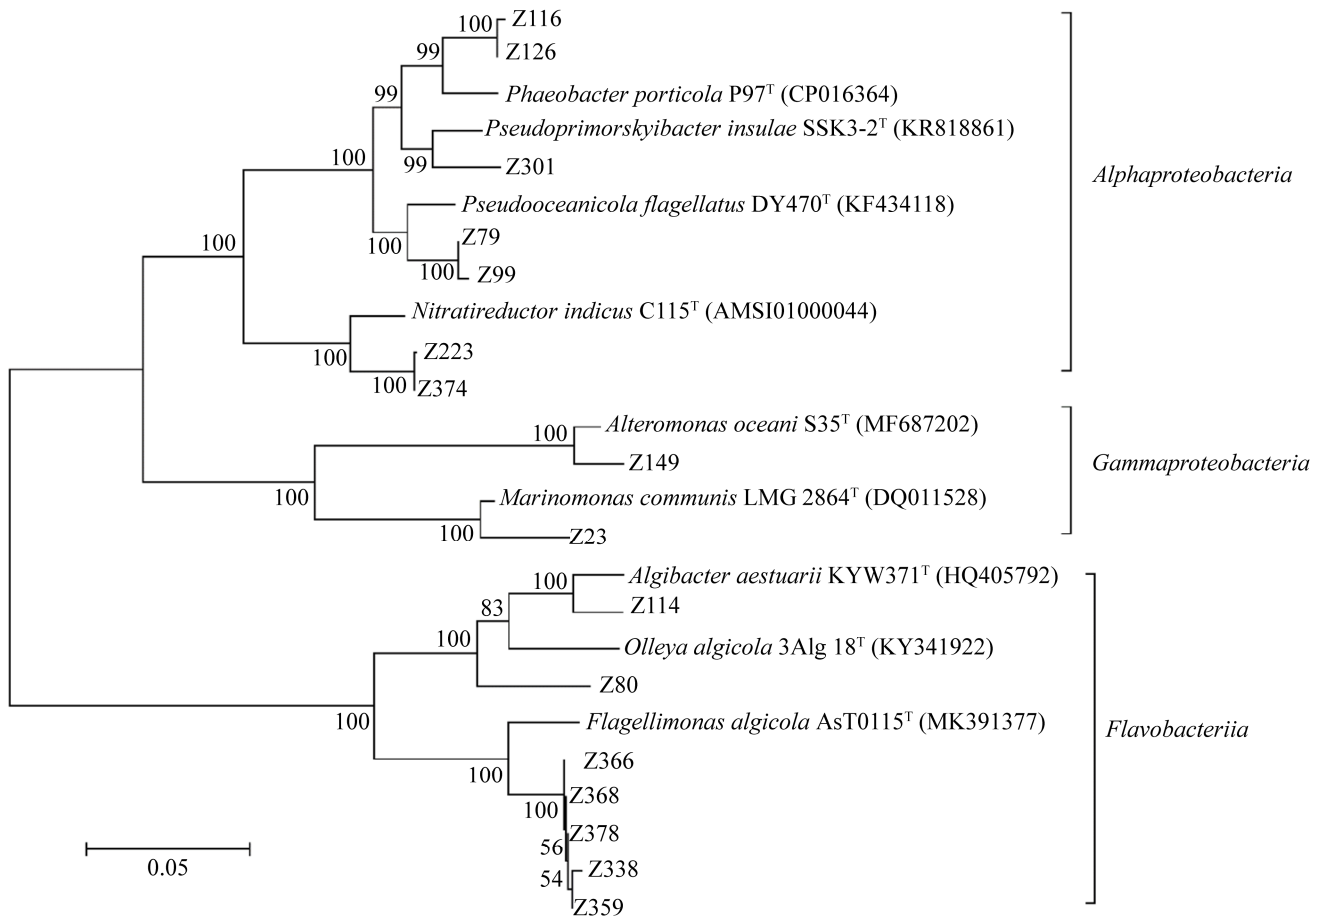 100 Z116
99 Z126
99 Phaeobacter porticola P97ᵀ (CP016364)
Pseudoprimorskyibacter insulae SSK3-2ᵀ (KR818861)
100 99 Z301
Alphaproteobacteria
Pseudooceanicola flagellatus DY470ᵀ (KF434118)
100 100 Z79
100 Z99
Nitratireductor indicus C115ᵀ (AMSI01000044)
100 Z223
100 Z374
100 Alteromonas oceani S35ᵀ (MF687202)
Z149
Gammaproteobacteria
100 Marinomonas communis LMG 2864ᵀ (DQ011528)
100 Z23
100 Algibacter aestuarii KYW371ᵀ (HQ405792)
83 Z114
100 Olleya algicola 3Alg 18ᵀ (KY341922)
Z80
100 Flagellimonas algicola AsT0115ᵀ (MK391377)
Flavobacteriia
100 Z366
100 Z368
56 Z378
54 Z338
Z359
0.05